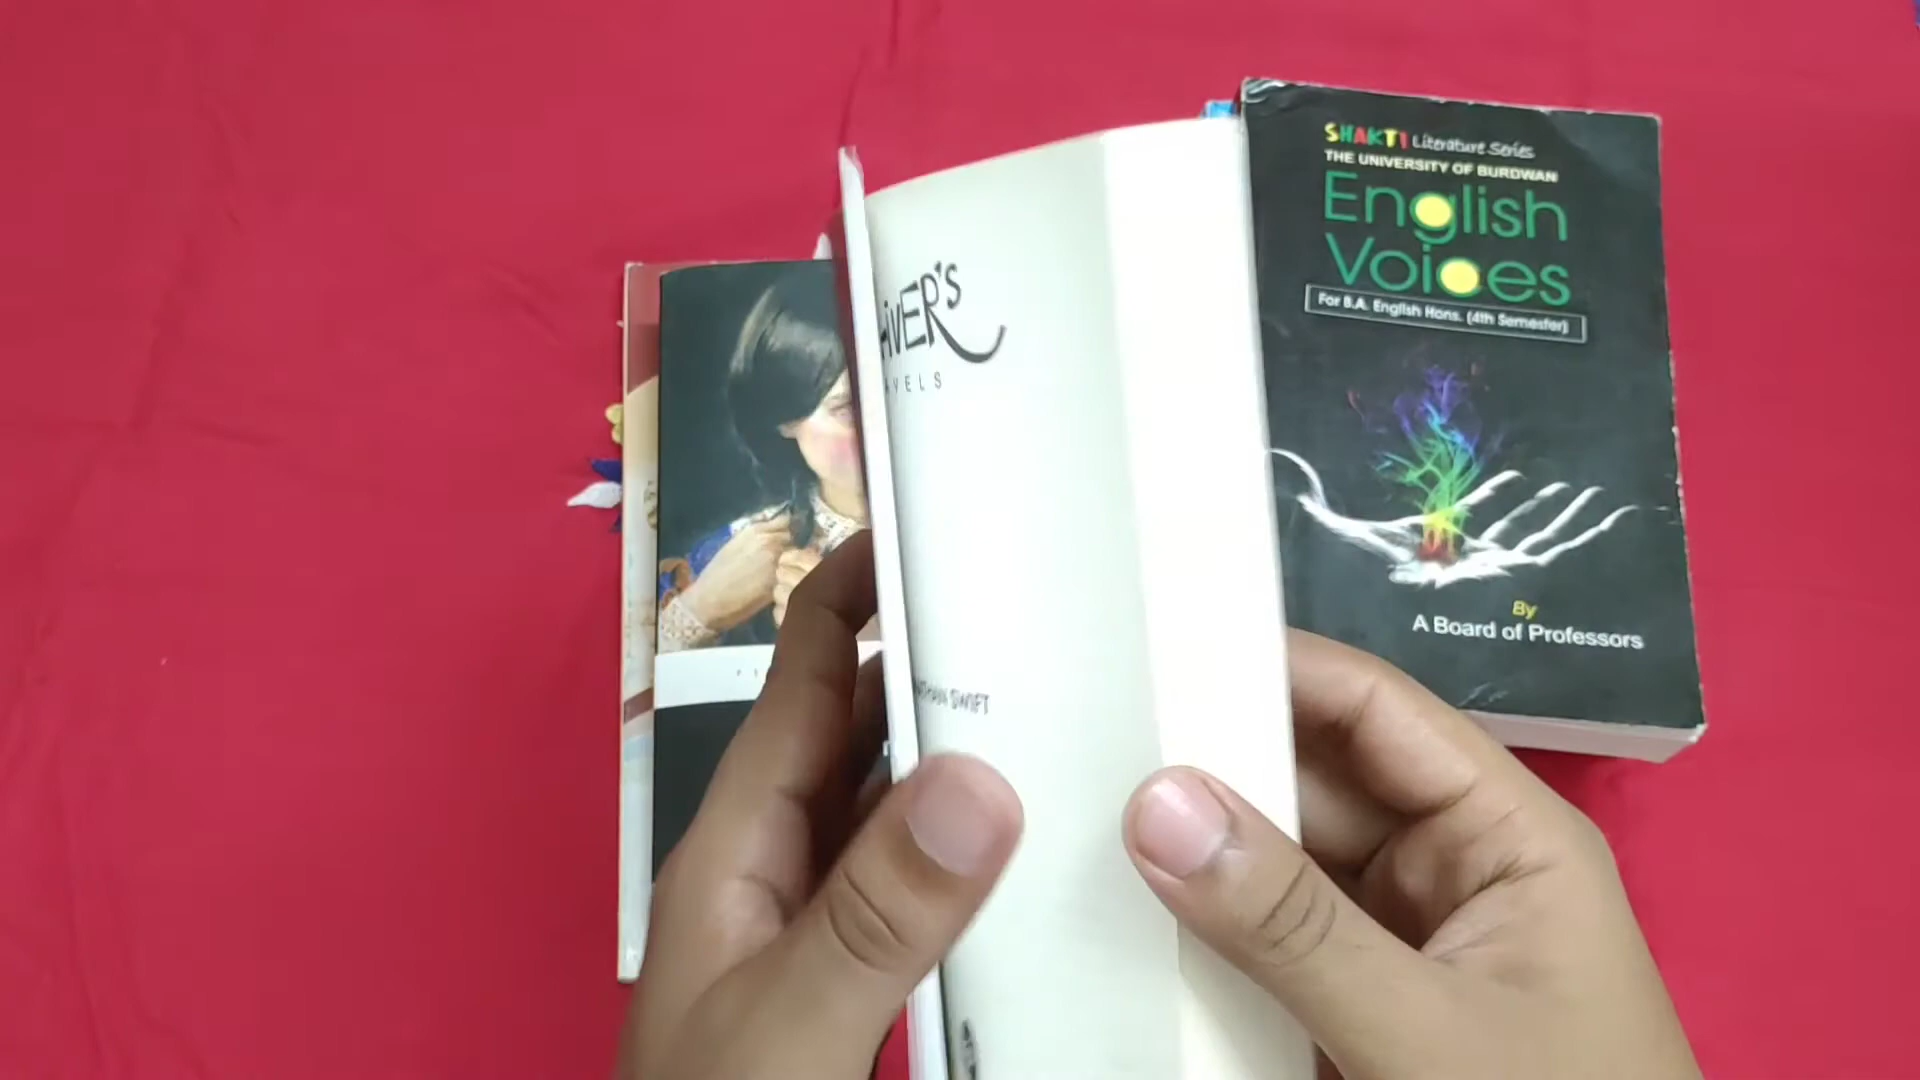 iVER'S
AVELS
SWIFT
SHAKTI Literature Series
THE UNIVERSITY OF BURDWAN
English
Voices
For B.A. English Hons. (4th Semester)
By
A Board of Professors